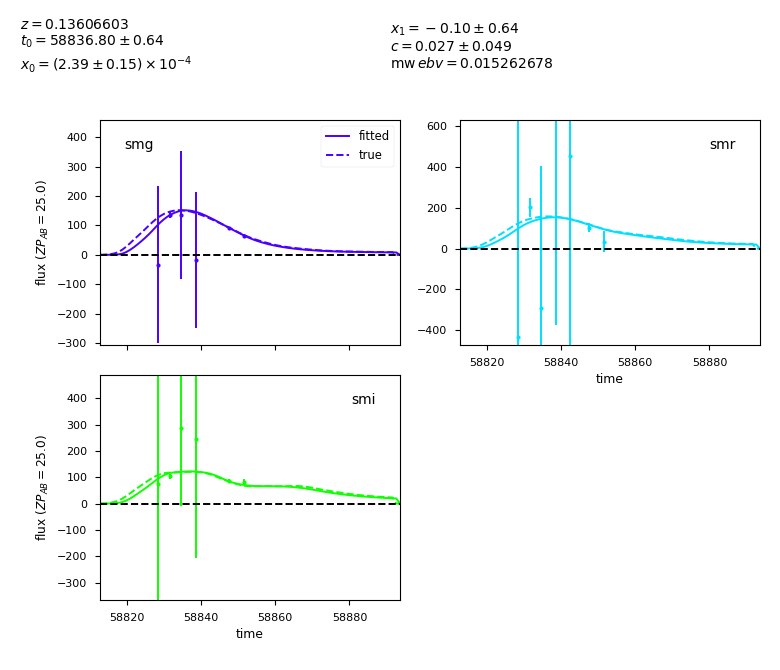 z = 0.13606603
t₀ = 58836.80 ± 0.64
x₀ = (2.39 ± 0.15) × 10⁻⁴
x₁ = −0.10 ± 0.64
c = 0.027 ± 0.049
mw ebv = 0.015262678
smg
fitted
true
400
300
200
100
0
−100
−200
−300
flux (ZP_AB = 25.0)
smr
600
400
200
0
−200
−400
58820
58840
58860
58880
time
smi
400
300
200
100
0
−100
−200
−300
flux (ZP_AB = 25.0)
58820
58840
58860
58880
time